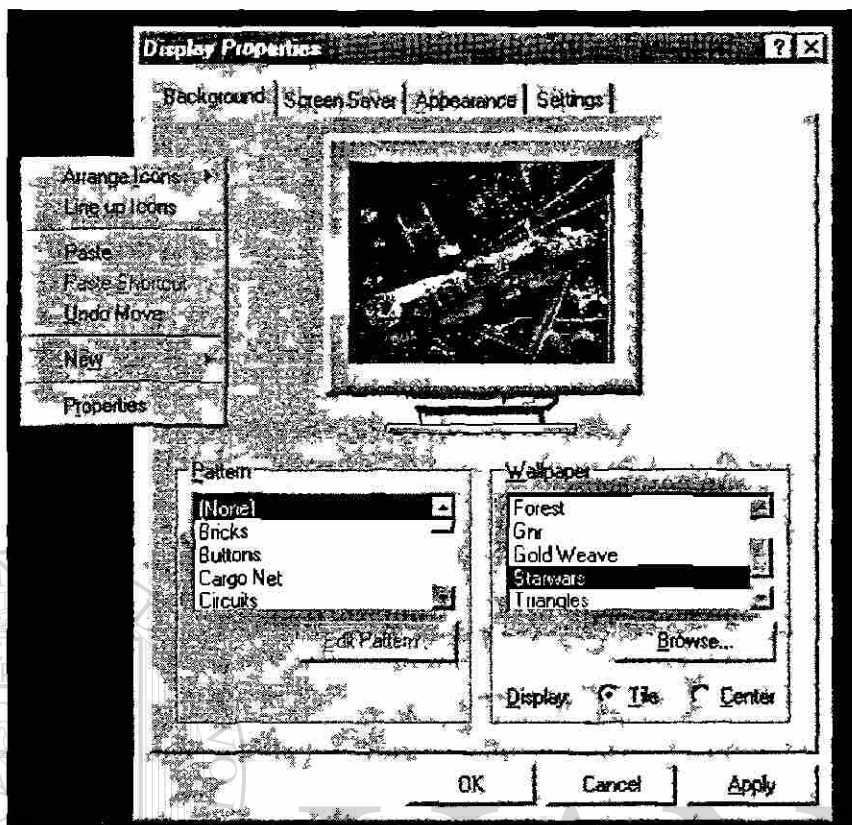 Display Properties
Background Screen Saver Appearance Settings
Arrange Icons
Line up Icons
Paste
Paste Shortcut
Undo Move
New
Properties
Pattern
(None)
Bricks
Buttons
Cargo Net
Circuits
Edit Pattern...
Wallpaper
Forest
Gnr
Gold Weave
Starwars
Triangles
Browse...
Display: Tile Center
OK Cancel Apply